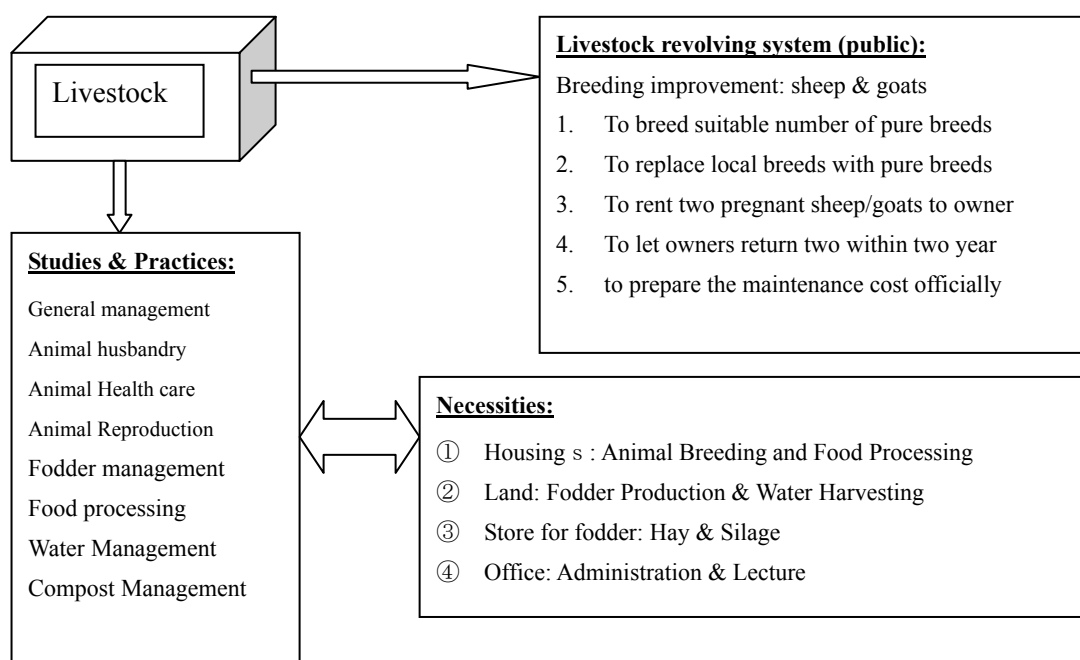 Livestock
Livestock revolving system (public):
Breeding improvement: sheep & goats
1. To breed suitable number of pure breeds
2. To replace local breeds with pure breeds
3. To rent two pregnant sheep/goats to owner
4. To let owners return two within two year
5. to prepare the maintenance cost officially
Studies & Practices:
General management
Animal husbandry
Animal Health care
Animal Reproduction
Fodder management
Food processing
Water Management
Compost Management
Necessities:
① Housing ｓ: Animal Breeding and Food Processing
② Land: Fodder Production & Water Harvesting
③ Store for fodder: Hay & Silage
④ Office: Administration & Lecture